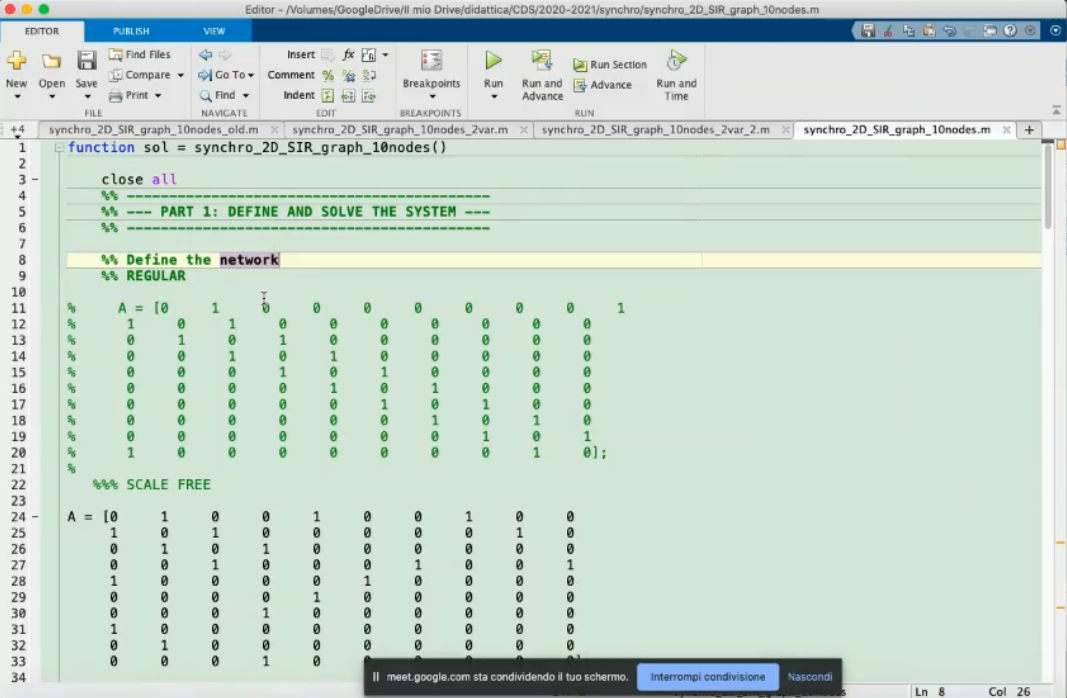 Editor - /Volumes/GoogleDrive/Il mio Drive/didattica/CDS/2020-2021/synchro/synchro_2D_SIR_graph_10nodes.m
EDITOR PUBLISH VIEW
New Open Save Find Files Compare Print Go To Find Insert fx Comment % Indent Breakpoints Run Run and Advance Run Section Advance Run and Time
FILE NAVIGATE EDIT BREAKPOINTS RUN
+4 synchro_2D_SIR_graph_10nodes_old.m × synchro_2D_SIR_graph_10nodes_2var.m × synchro_2D_SIR_graph_10nodes_2var_2.m × synchro_2D_SIR_graph_10nodes.m × +
1 function sol = synchro_2D_SIR_graph_10nodes()
2
3 – close all
4 %% -------------------------------------------
5 %% --- PART 1: DEFINE AND SOLVE THE SYSTEM ---
6 %% -------------------------------------------
7
8 %% Define the network
9 %% REGULAR
10
11 % A = [0 1 0 0 0 0 0 0 0 1
12 % 1 0 1 0 0 0 0 0 0 0
13 % 0 1 0 1 0 0 0 0 0 0
14 % 0 0 1 0 1 0 0 0 0 0
15 % 0 0 0 1 0 1 0 0 0 0
16 % 0 0 0 0 1 0 1 0 0 0
17 % 0 0 0 0 0 1 0 1 0 0
18 % 0 0 0 0 0 0 1 0 1 0
19 % 0 0 0 0 0 0 0 1 0 1
20 % 1 0 0 0 0 0 0 0 1 0];
21 %
22 %%% SCALE FREE
23
24 – A = [0 1 0 0 1 0 0 1 0 0
25 1 0 1 0 0 0 0 0 1 0
26 0 1 0 1 0 0 0 0 0 0
27 0 0 1 0 0 0 1 0 0 1
28 1 0 0 0 0 1 0 0 0 0
29 0 0 0 0 1 0 0 0 0 0
30 0 0 0 1 0 0 0 0 0 0
31 1 0 0 0 0 0 0 0 0 0
32 0 1 0 0 0 0 0 0 0 0
33 0 0 0 1 0
34
meet.google.com sta condividendo il tuo schermo. Interrompi condivisione Nascondi
Ln 8 Col 26